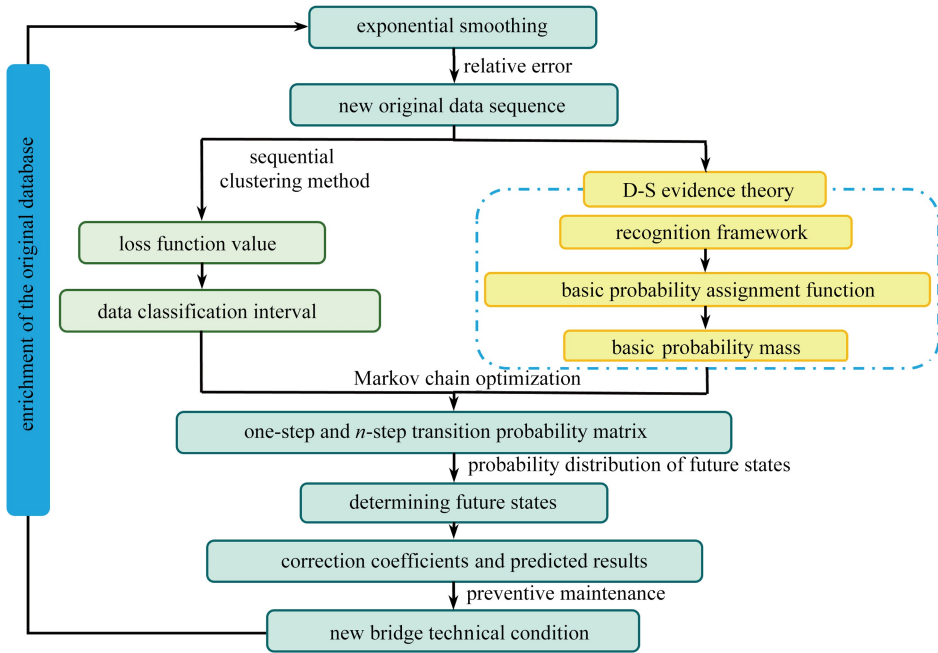 exponential smoothing
relative error
new original data sequence
sequential
clustering method
D-S evidence theory
recognition framework
loss function value
basic probability assignment function
data classification interval
basic probability mass
Markov chain optimization
one-step and n-step transition probability matrix
probability distribution of future states
determining future states
correction coefficients and predicted results
preventive maintenance
new bridge technical condition
enrichment of the original database